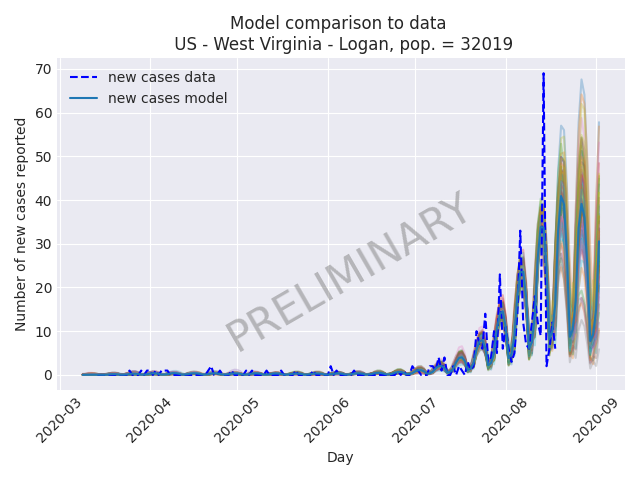 Model comparison to data
US - West Virginia - Logan, pop. = 32019
new cases data
new cases model
PRELIMINARY
Number of new cases reported
70
60
50
40
30
20
10
0
2020-03
2020-04
2020-05
2020-06
2020-07
2020-08
2020-09
Day